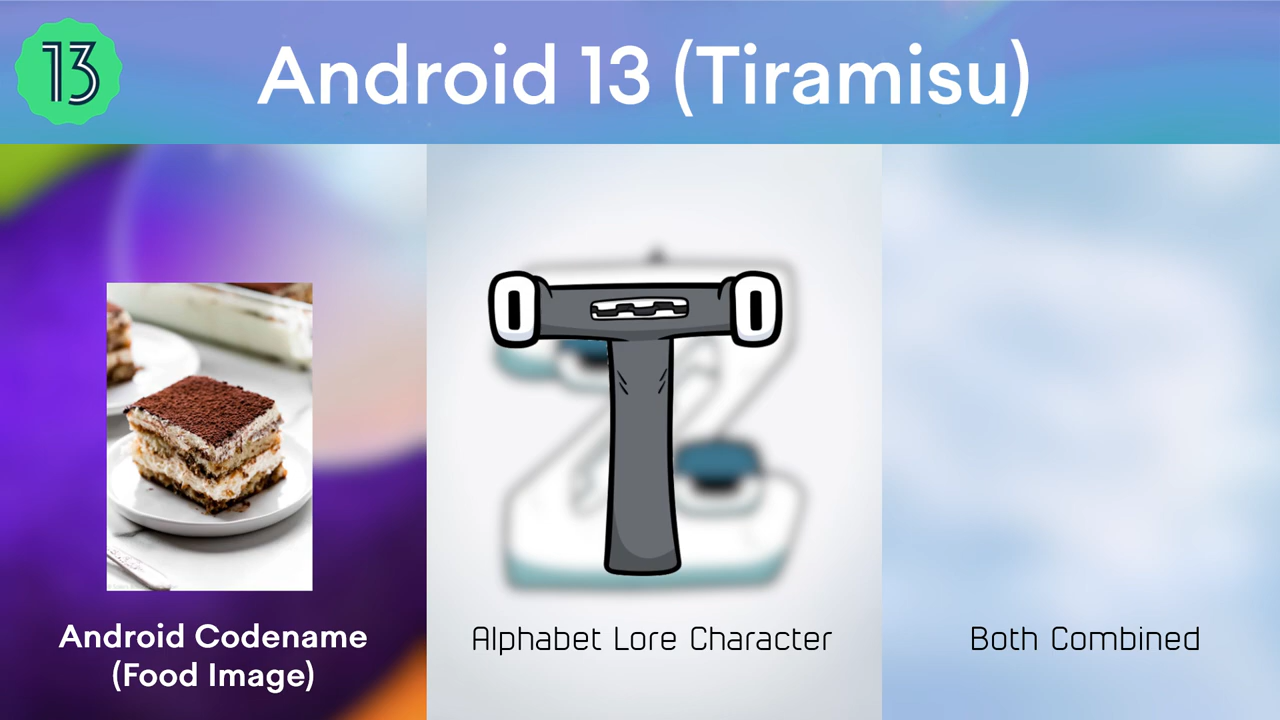 13
Android 13 (Tiramisu)
Android Codename
(Food Image)
Alphabet Lore Character
Both Combined